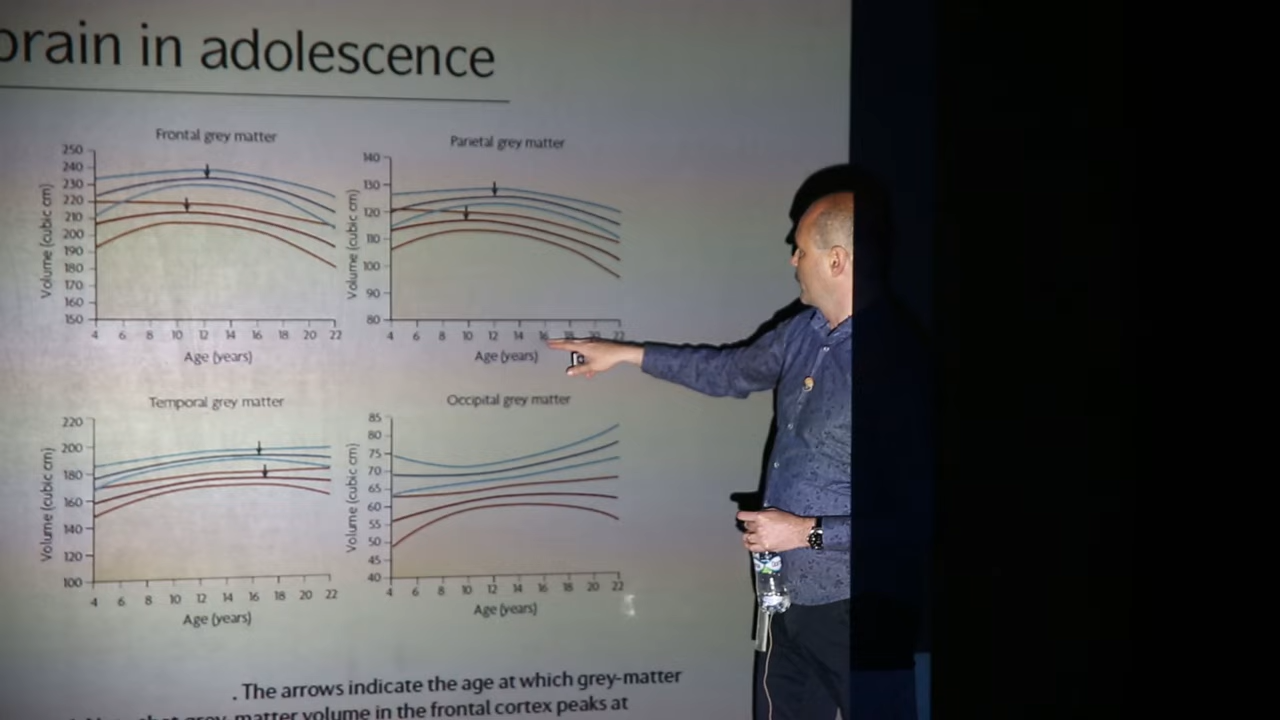 brain in adolescence
Frontal grey matter
250
240
230
220
210
200
190
180
170
160
150
Volume (cubic cm)
4 6 8 10 12 14 16 18 20 22
Age (years)
Parietal grey matter
140
130
120
110
100
90
80
Volume (cubic cm)
4 6 8 10 12 14 16 18 20 22
Age (years)
Temporal grey matter
220
200
180
160
140
120
100
Volume (cubic cm)
4 6 8 10 12 14 16 18 20 22
Age (years)
Occipital grey matter
85
80
75
70
65
60
55
50
45
40
Volume (cubic cm)
4 6 8 10 12 14 16 18 20 22
Age (years)
. The arrows indicate the age at which grey-matter
that grey-matter volume in the frontal cortex peaks at